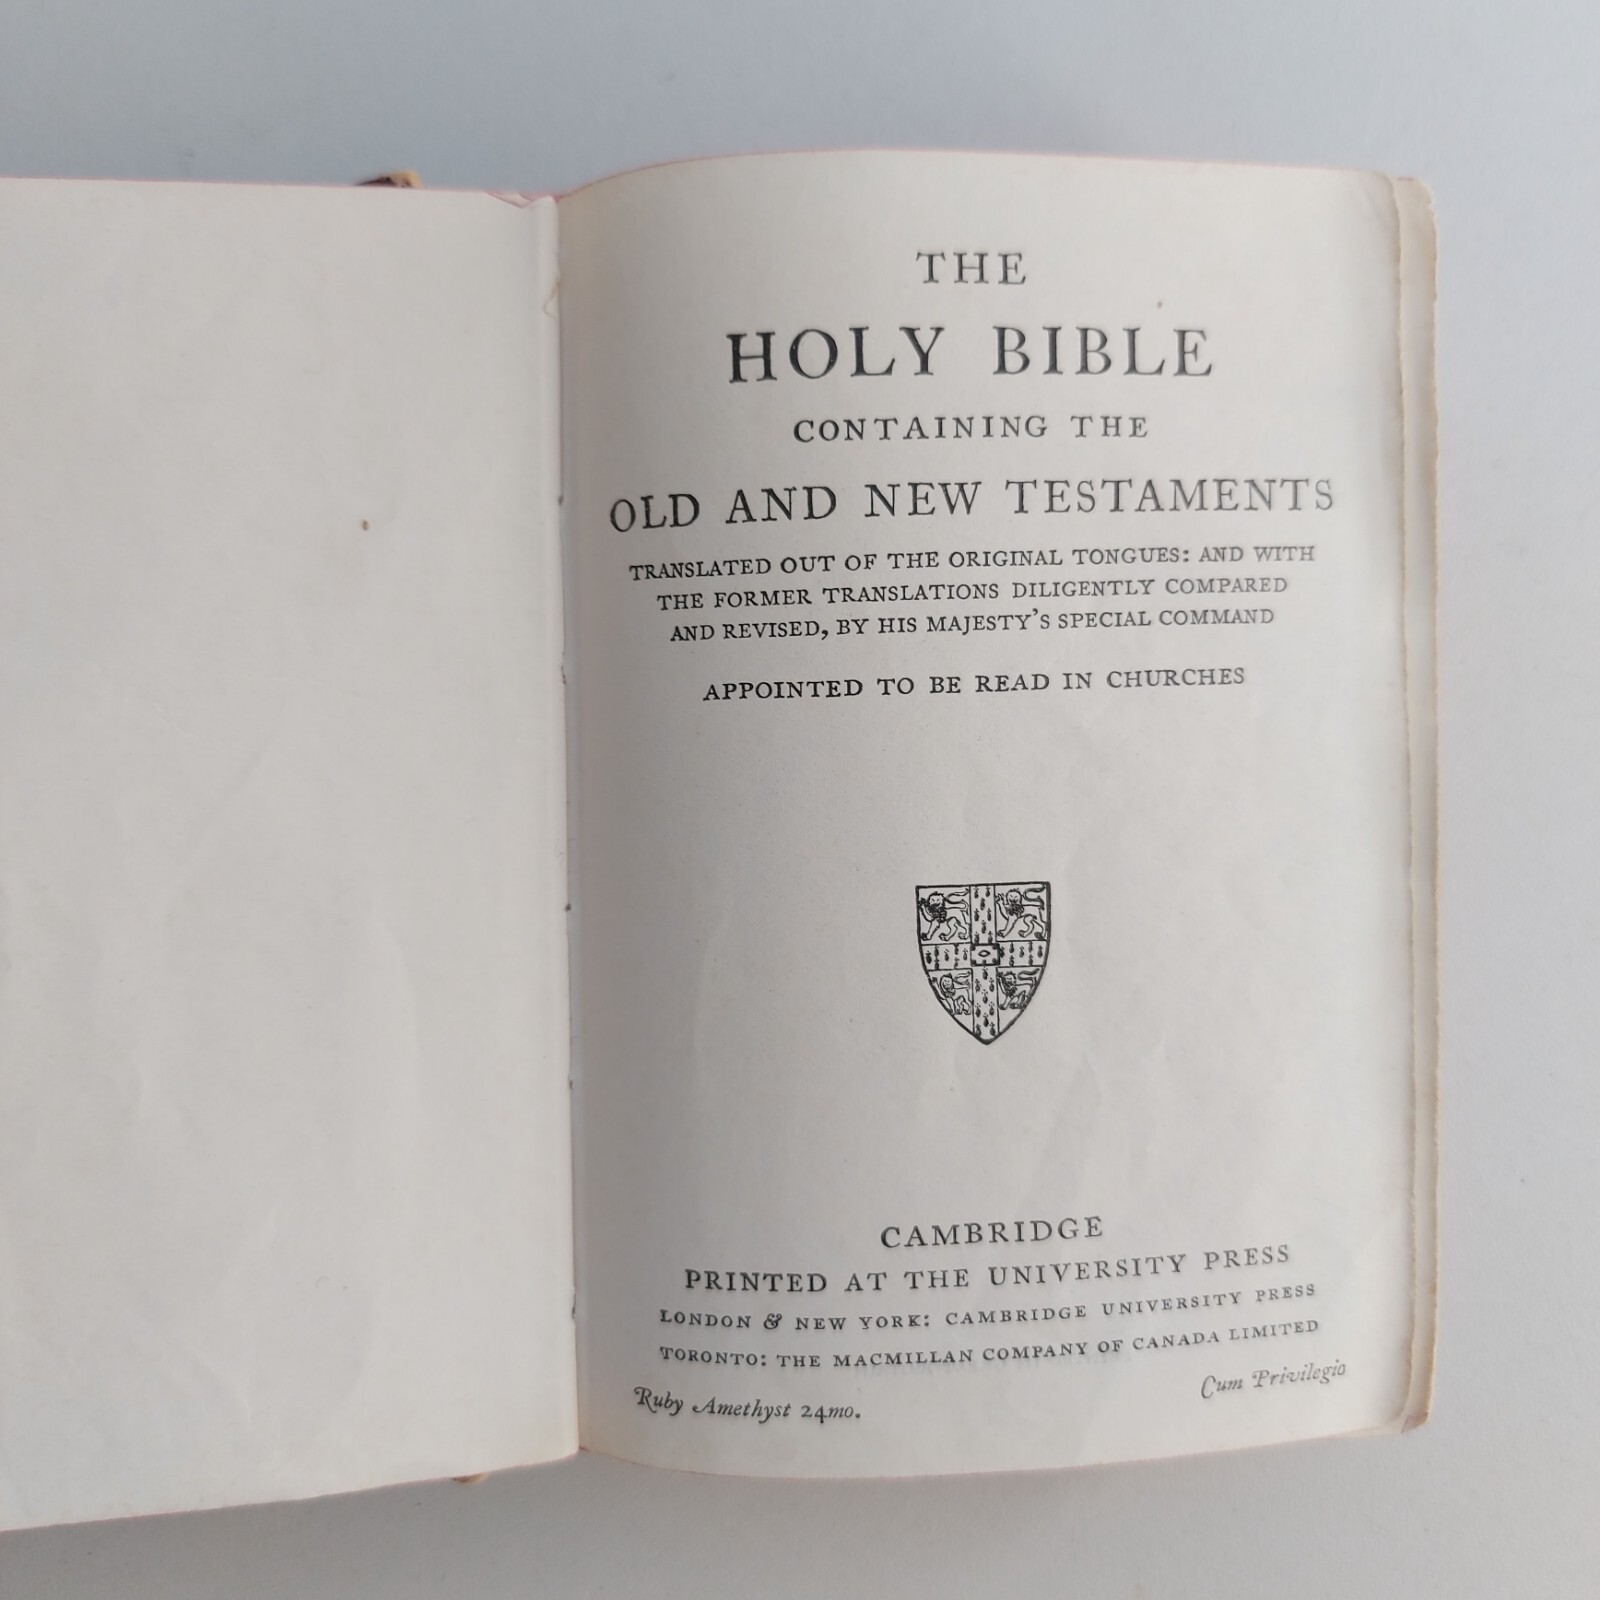 THE
HOLY BIBLE
CONTAINING THE
OLD AND NEW TESTAMENTS
TRANSLATED OUT OF THE ORIGINAL TONGUES: AND WITH
THE FORMER TRANSLATIONS DILIGENTLY COMPARED
AND REVISED, BY HIS MAJESTY'S SPECIAL COMMAND
APPOINTED TO BE READ IN CHURCHES
CAMBRIDGE
PRINTED AT THE UNIVERSITY PRESS
LONDON & NEW YORK: CAMBRIDGE UNIVERSITY PRESS
TORONTO: THE MACMILLAN COMPANY OF CANADA LIMITED
Ruby Amethyst 24mo. Cum Privilegio